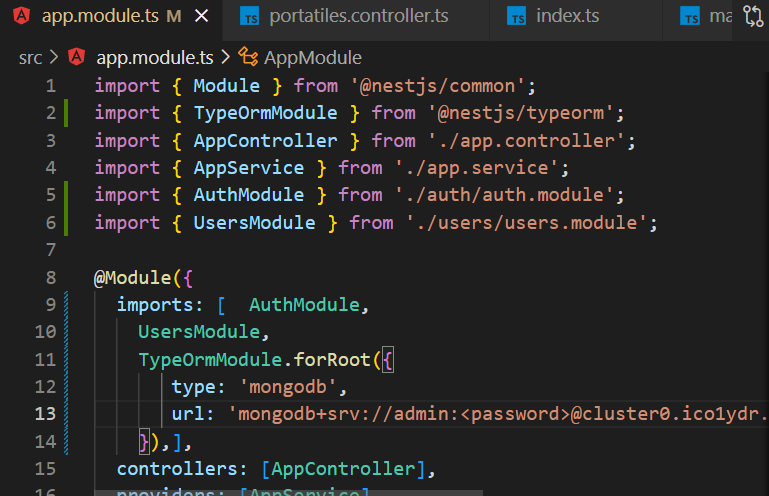 app.module.ts M
portatiles.controller.ts
index.ts
ma
src > app.module.ts > AppModule
1 import { Module } from '@nestjs/common';
2 import { TypeOrmModule } from '@nestjs/typeorm';
3 import { AppController } from './app.controller';
4 import { AppService } from './app.service';
5 import { AuthModule } from './auth/auth.module';
6 import { UsersModule } from './users/users.module';
7
8 @Module({
9 imports: [ AuthModule,
10 UsersModule,
11 TypeOrmModule.forRoot({
12 type: 'mongodb',
13 url: 'mongodb+srv://admin:<password>@cluster0.ico1ydr.
14 }),],
15 controllers: [AppController],
16 providers: [AppService]